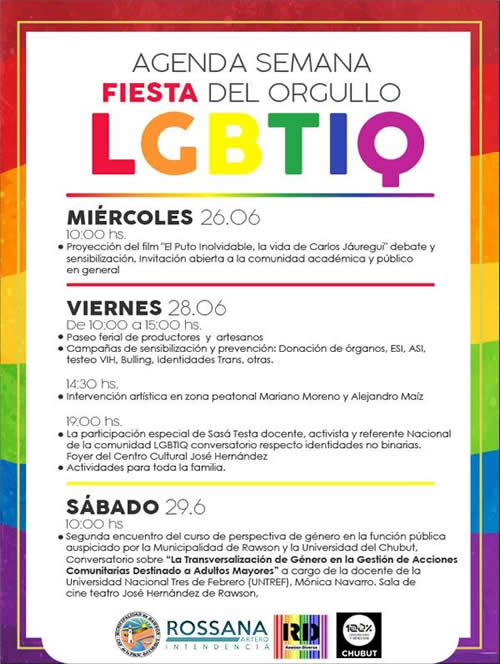 AGENDA SEMANA
FIESTA DEL ORGULLO
LGBTIQ
MIÉRCOLES 26.06
10:00 hs.
• Proyección del film "El Puto Inolvidable, la vida de Carlos Jáuregui" debate y
sensibilización, Invitación abierta a la comunidad académica y público
en general
VIERNES 28.06
De 10:00 a 15:00 hs.
• Paseo ferial de productores y artesanos
• Campañas de sensibilización y prevención: Donación de órganos, ESI, ASI,
testeo VIH, Bulling, Identidades Trans, otras.
14:30 hs.
• Intervención artística en zona peatonal Mariano Moreno y Alejandro Maíz
19:00 hs.
• La participación especial de Sasá Testa docente, activista y referente Nacional
de la comunidad LGBTIQ conversatorio respecto identidades no binarias.
Foyer del Centro Cultural José Hernández
• Actividades para toda la familia.
SÁBADO 29.6
10:00 hs
• Segunda encuentro del curso de perspectiva de género en la función pública
auspiciado por la Municipalidad de Rawson y la Universidad del Chubut,
Conversatorio sobre “La Transversalización de Género en la Gestión de Acciones
Comunitarias Destinado a Adultos Mayores” a cargo de la docente de la
Universidad Nacional Tres de Febrero (UNTREF), Mónica Navarro. Sala de
cine teatro José Hernández de Rawson,
ROSSANA
ARTERO
INTENDENCIA
RD
Rawson Diverso
100%
CHUBUT